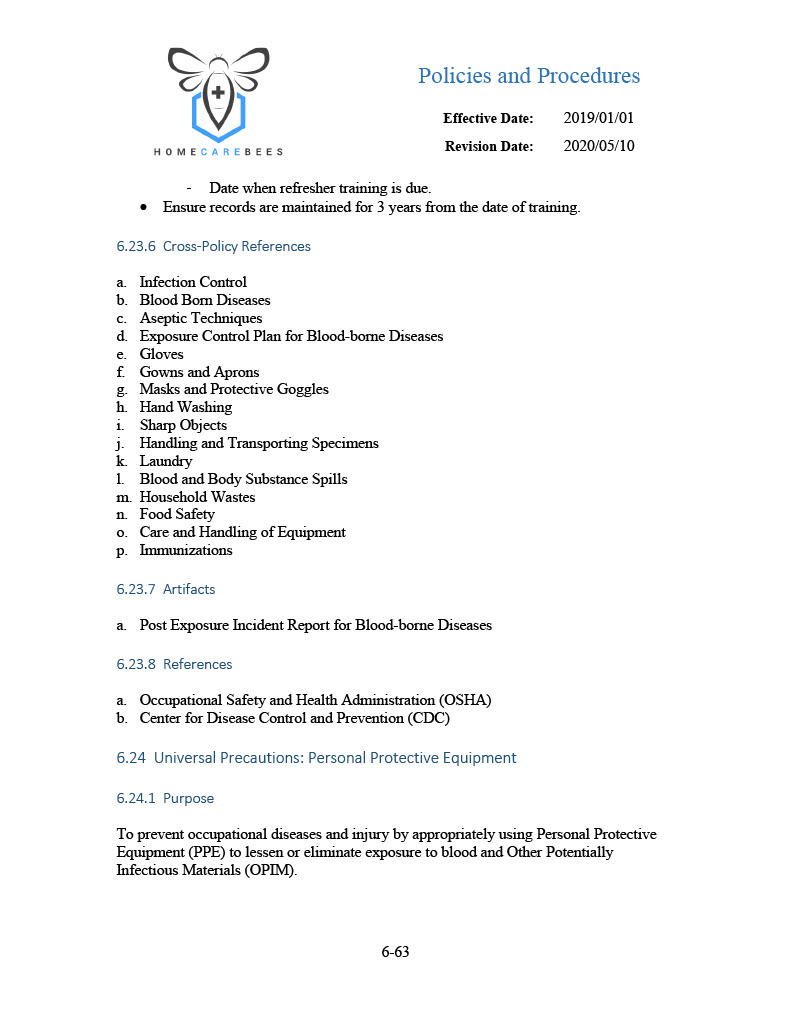 HOMECAREBEES
Policies and Procedures
Effective Date: 2019/01/01
Revision Date: 2020/05/10
- Date when refresher training is due.
• Ensure records are maintained for 3 years from the date of training.
6.23.6 Cross-Policy References
a. Infection Control
b. Blood Born Diseases
c. Aseptic Techniques
d. Exposure Control Plan for Blood-borne Diseases
e. Gloves
f. Gowns and Aprons
g. Masks and Protective Goggles
h. Hand Washing
i. Sharp Objects
j. Handling and Transporting Specimens
k. Laundry
l. Blood and Body Substance Spills
m. Household Wastes
n. Food Safety
o. Care and Handling of Equipment
p. Immunizations
6.23.7 Artifacts
a. Post Exposure Incident Report for Blood-borne Diseases
6.23.8 References
a. Occupational Safety and Health Administration (OSHA)
b. Center for Disease Control and Prevention (CDC)
6.24 Universal Precautions: Personal Protective Equipment
6.24.1 Purpose
To prevent occupational diseases and injury by appropriately using Personal Protective
Equipment (PPE) to lessen or eliminate exposure to blood and Other Potentially
Infectious Materials (OPIM).
6-63